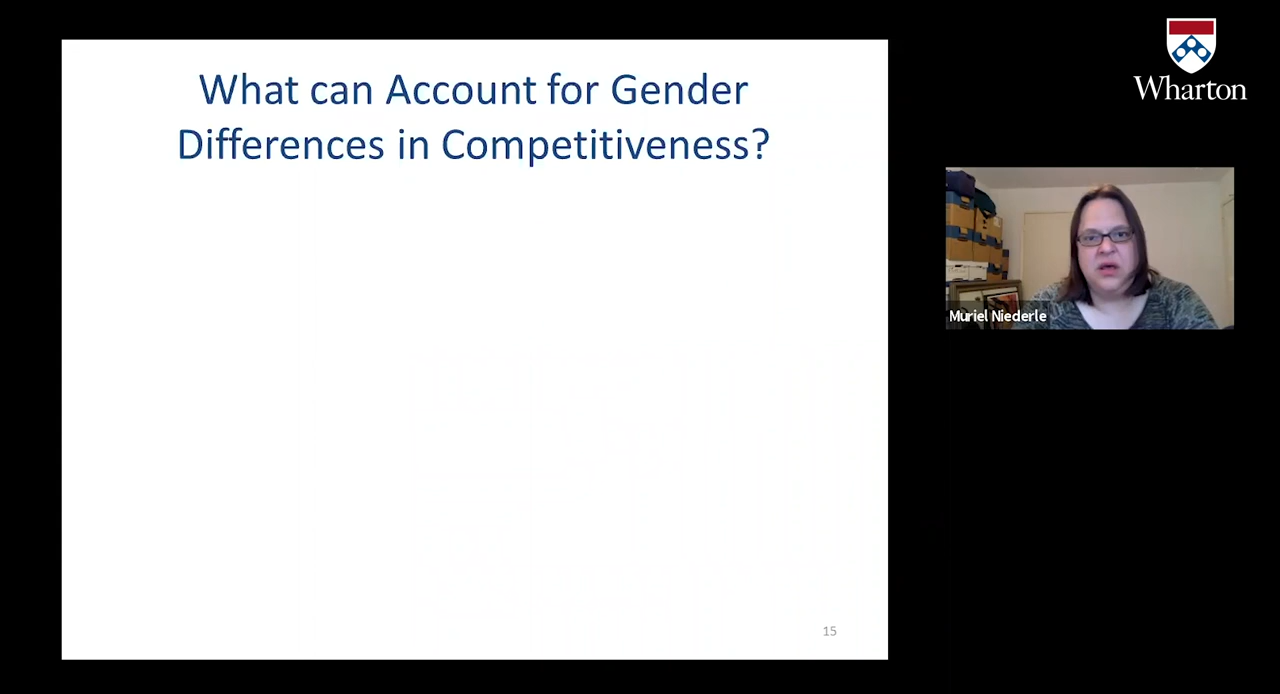 What can Account for Gender
Differences in Competitiveness?
15
Wharton
Muriel Niederle